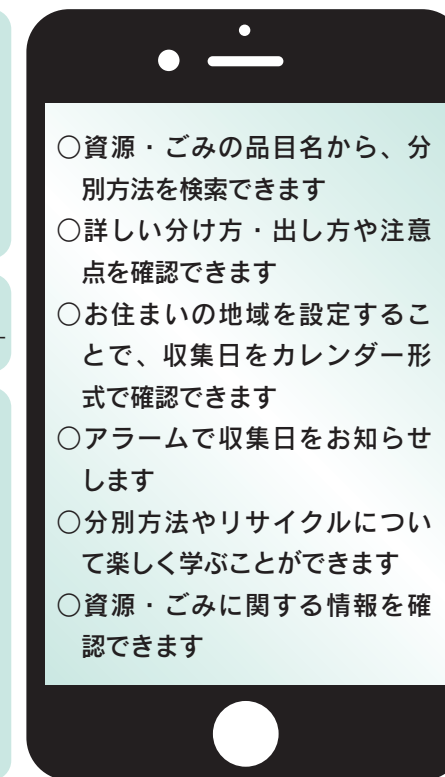 ○資源・ごみの品目名から、分
別方法を検索できます
○詳しい分け方・出し方や注意
点を確認できます
○お住まいの地域を設定するこ
とで、収集日をカレンダー形
式で確認できます
○アラームで収集日をお知らせ
します
○分別方法やリサイクルについ
て楽しく学ぶことができます
○資源・ごみに関する情報を確
認できます